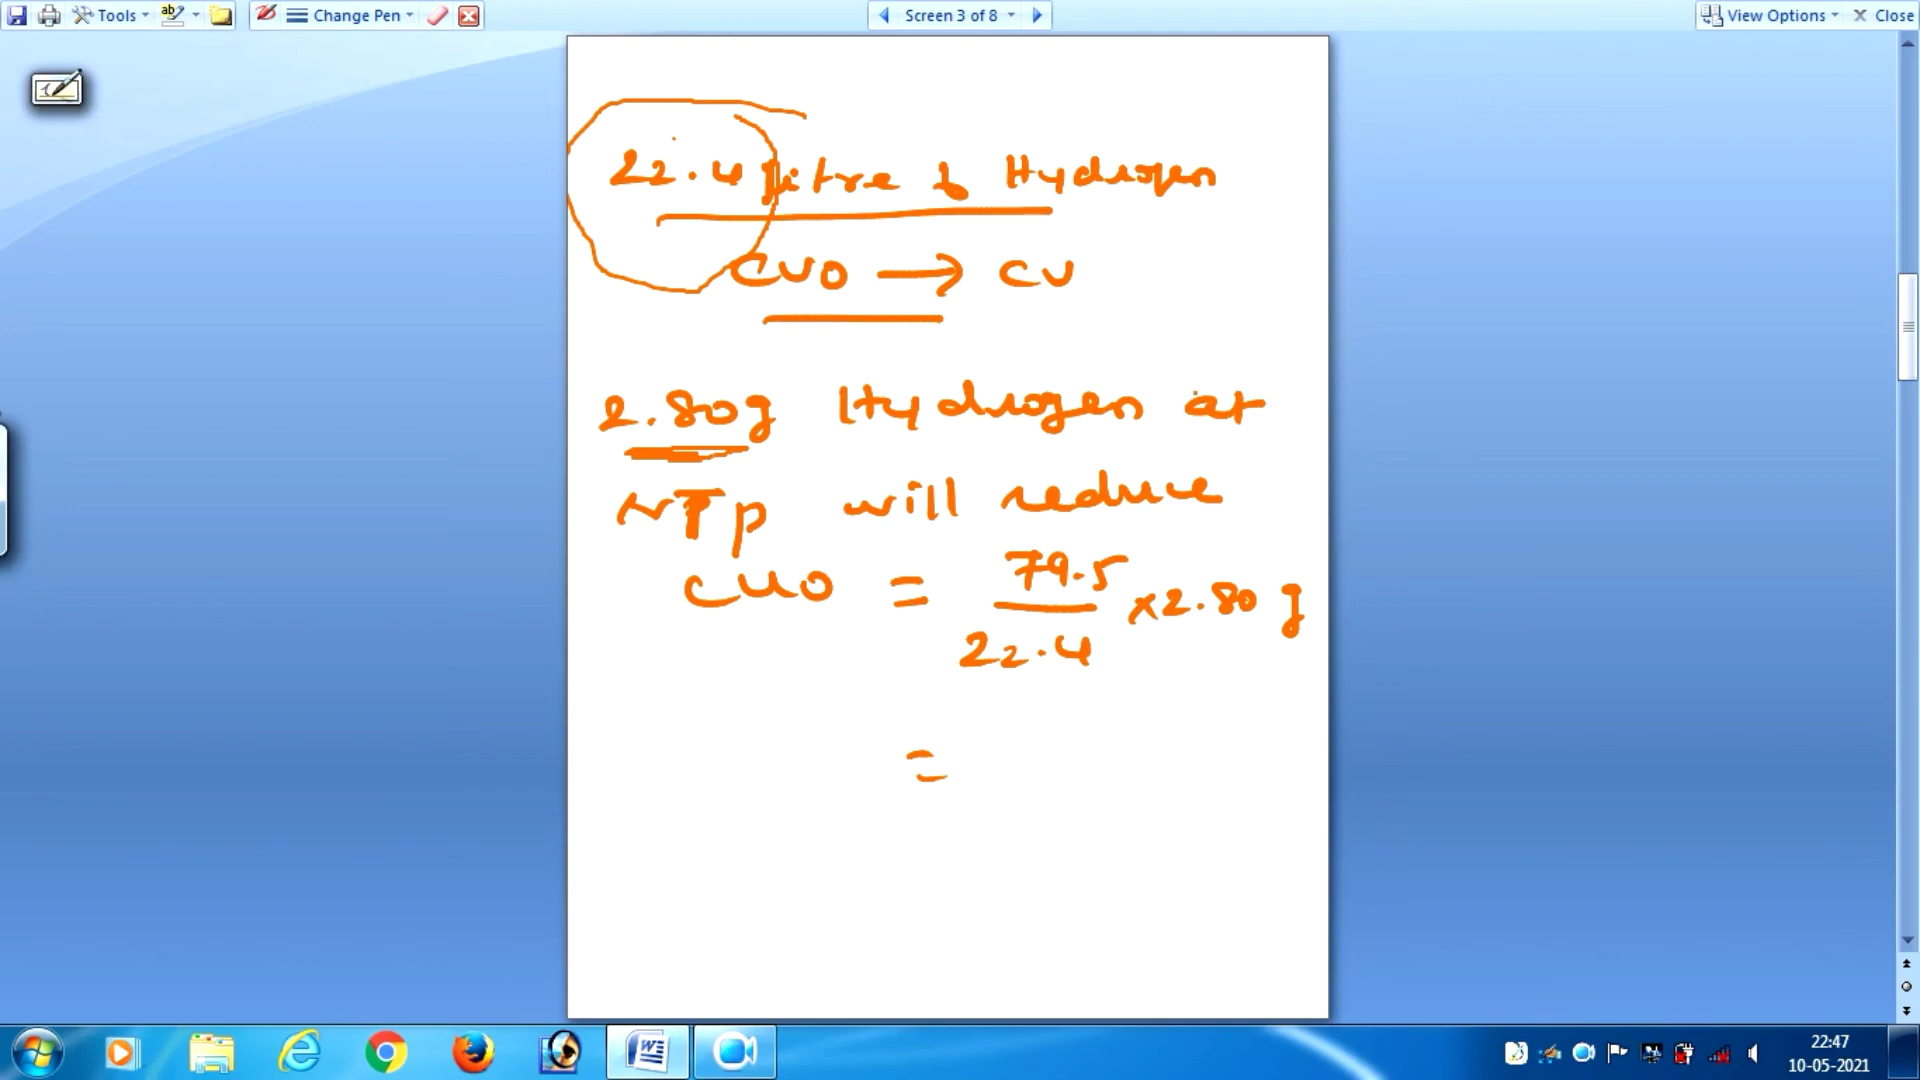 Tools
Change Pen
Screen 3 of 8
View Options
Close
22.4 litre of Hydrogen
CUO → CU
2.80g Hydrogen at
NTP will reduce
CUO = 79.5/22.4 ×2.80 g
=
22:47
10-05-2021